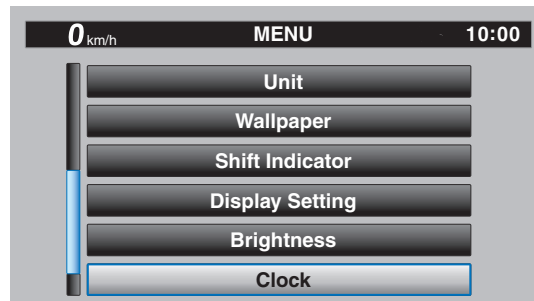 0 km/h MENU 10:00
Unit
Wallpaper
Shift Indicator
Display Setting
Brightness
Clock